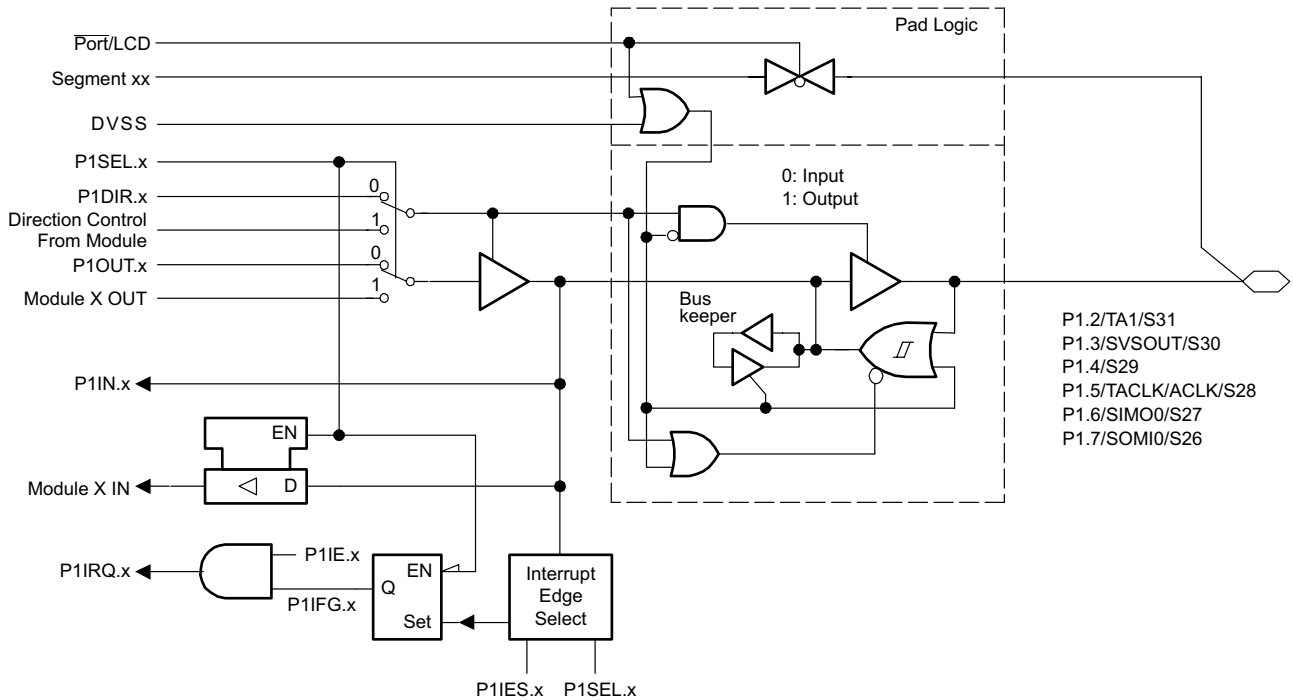 Pad Logic
Port/LCD
Segment xx
DVSS
P1SEL.x
P1DIR.x
0
0: Input
1: Output
Direction Control
From Module
1
P1OUT.x
0
Module X OUT
1
Bus
keeper
P1.2/TA1/S31
P1.3/SVSOUT/S30
P1.4/S29
P1.5/TACLK/ACLK/S28
P1.6/SIMO0/S27
P1.7/SOMI0/S26
P1IN.x
EN
Module X IN
D
P1IRQ.x
P1IE.x
P1IFG.x
EN
Q
Set
Interrupt
Edge
Select
P1IES.x
P1SEL.x